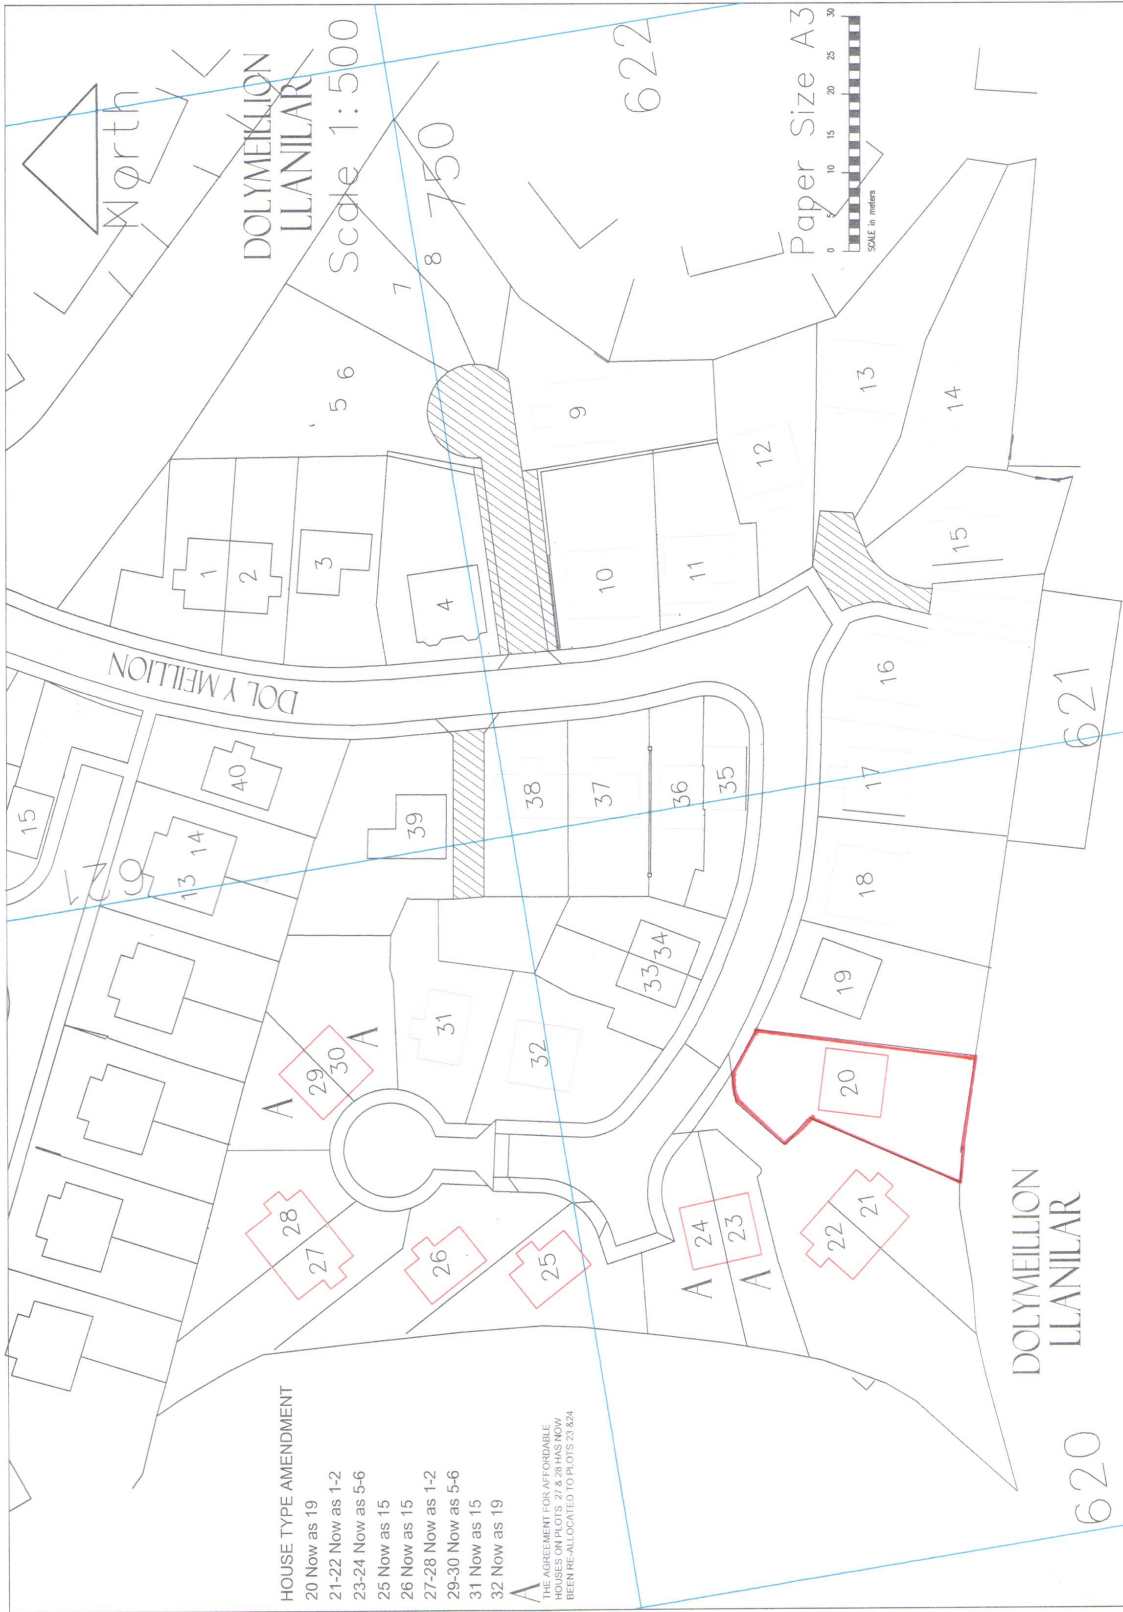 North
DOLYMEILLION
LLANILAR
Scale 1:500
750
622
Paper Size A3
0 5 10 15 20 25 30
SCALE in meters
DOL Y MEILLION
1
2
3
4
5 6
7
8
9
10
11
12
13
14
15
16
17
18
19
20
21
22
23
24
25
26
27
28
29
30
31
32
33
34
35
36
37
38
39
40
13 14
15
621
621
620
A
A
A
A
HOUSE TYPE AMENDMENT
20 Now as 19
21-22 Now as 1-2
23-24 Now as 5-6
25 Now as 15
26 Now as 15
27-28 Now as 1-2
29-30 Now as 5-6
31 Now as 15
32 Now as 19
A
THE AGREEMENT FOR AFFORDABLE
HOUSES ON PLOTS 27 & 28 HAS NOW
BEEN RE-ALLOCATED TO PLOTS 23 &24
DOLYMEILLION
LLANILAR